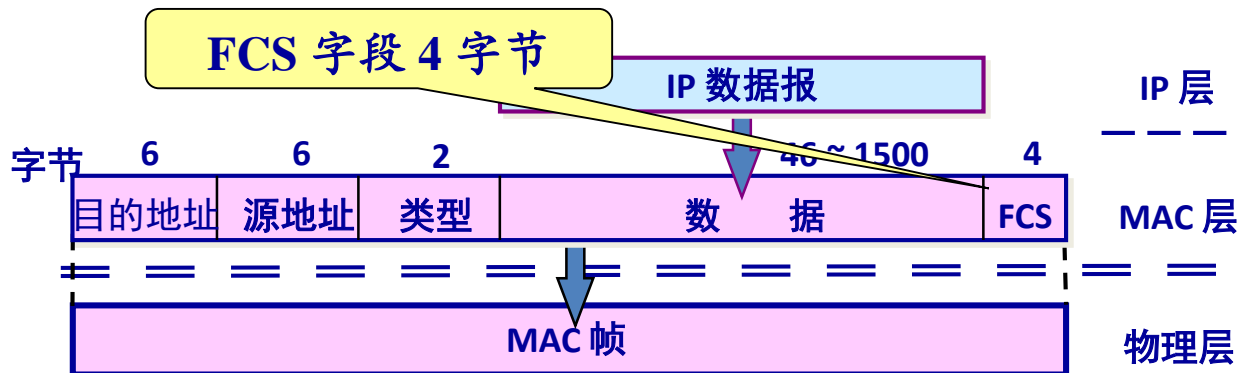 FCS 字段 4 字节
IP 数据报
IP 层
字节 6 6 2 46 ~ 1500 4
目的地址 源地址 类型 数 据 FCS MAC 层
MAC 帧
物理层